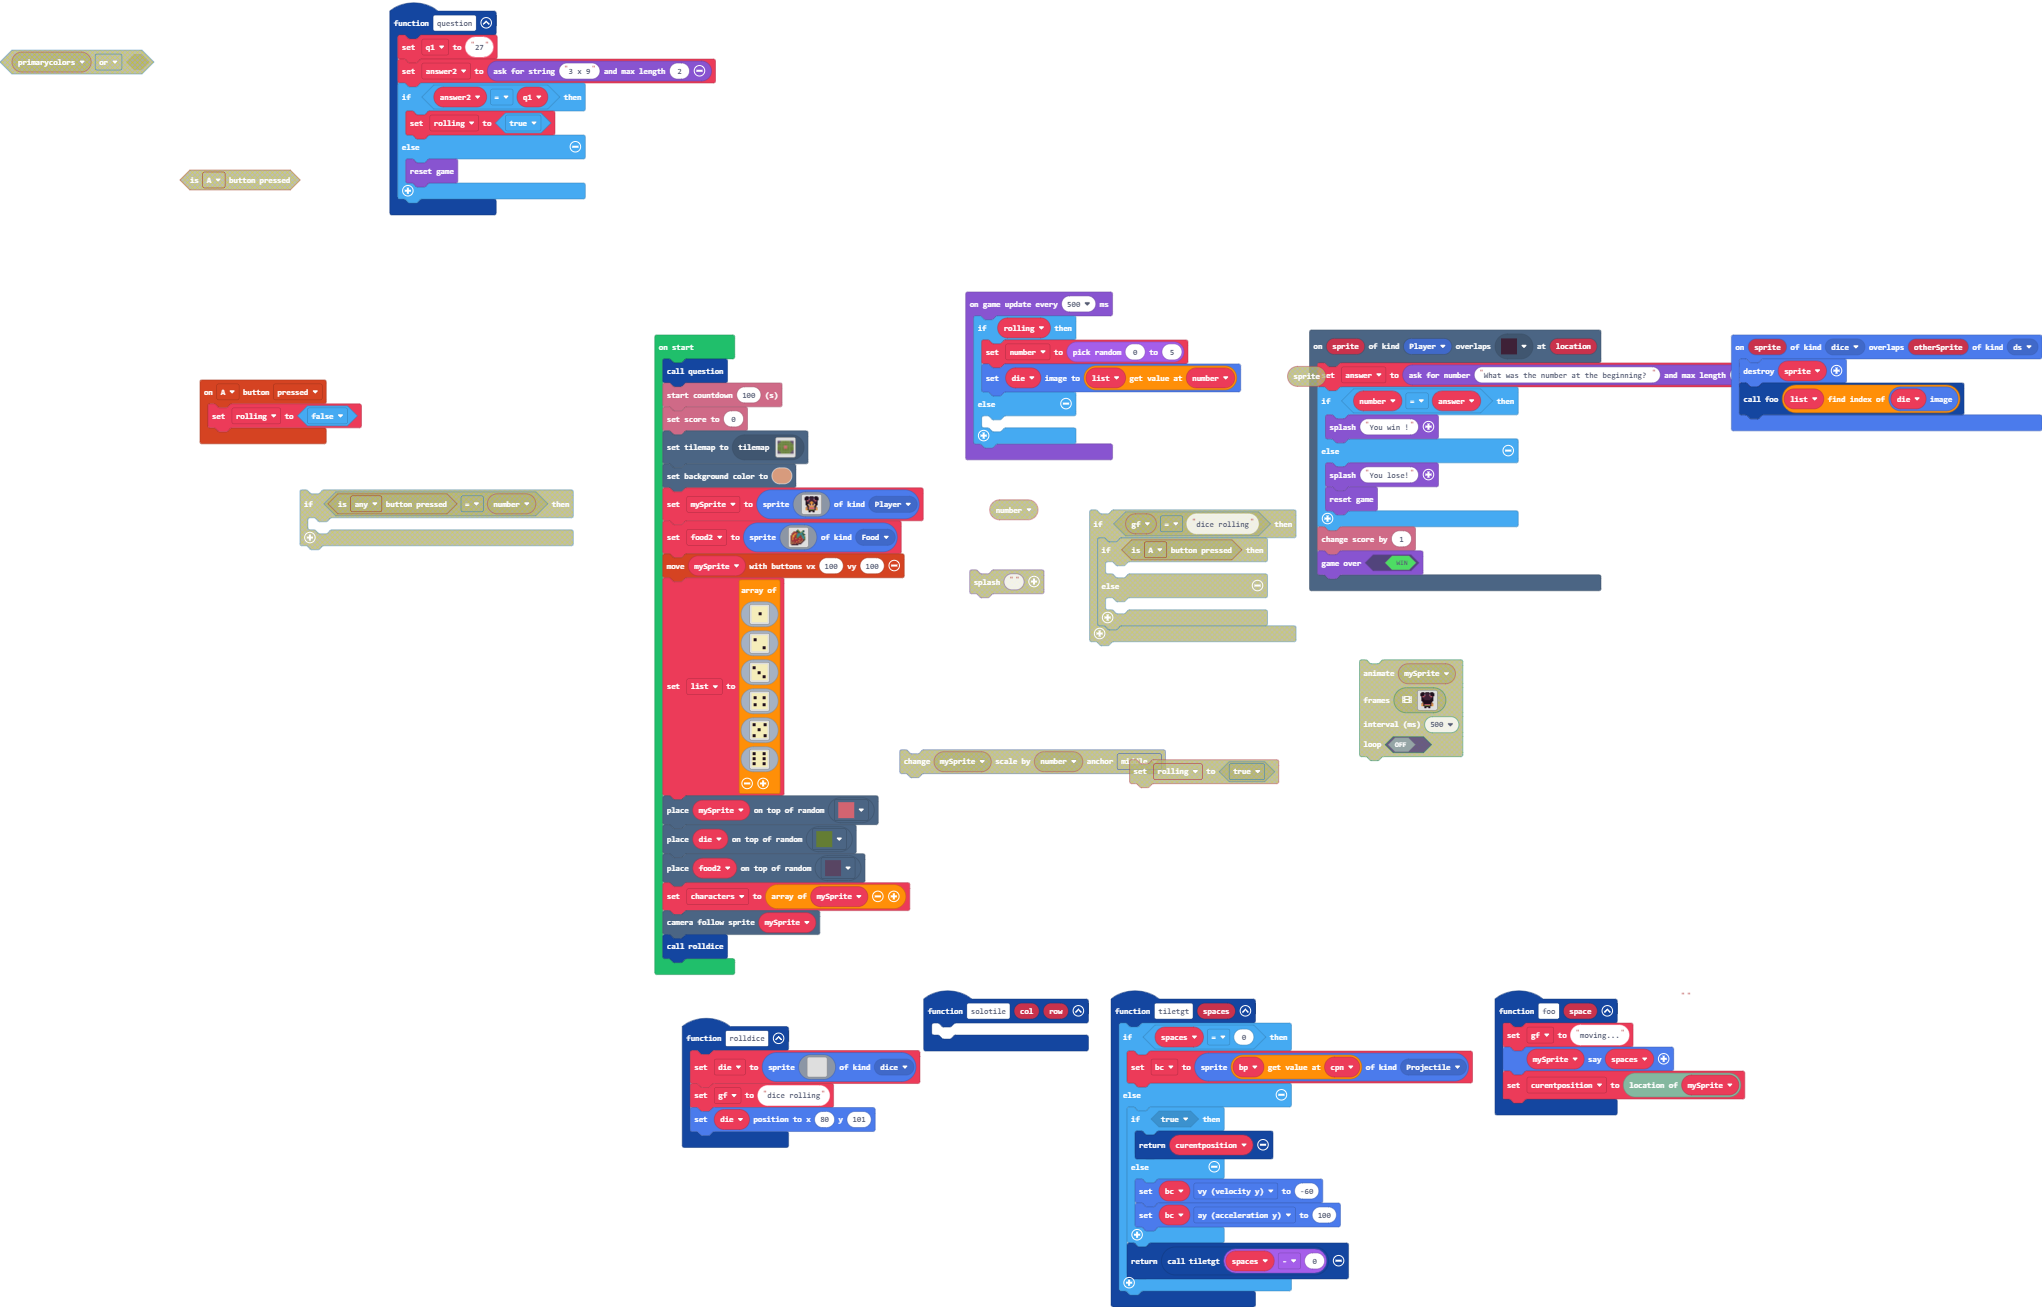 function question
set q1 to "27"
set answer2 to ask for string "3 x 9" and max length 2
if answer2 = q1 then
set rolling to true
else
reset game
primarycolors or
is A button pressed
on A button pressed
set rolling to false
if is any button pressed = number then
on start
call question
start countdown 100 (s)
set score to 0
set tilemap to tilemap
set background color to
set mySprite to sprite of kind Player
set food2 to sprite of kind Food
move mySprite with buttons vx 100 vy 100
array of
set list to
place mySprite on top of random
place die on top of random
place food2 on top of random
set characters to array of mySprite
camera follow sprite mySprite
call rolldice
on game update every 500 ms
if rolling then
set number to pick random 0 to 5
set die image to list get value at number
else
number
splash ""
if gf = "dice rolling" then
if is A button pressed then
else
change mySprite scale by number anchor
set rolling to true
on sprite of kind Player overlaps at location
sprite
set answer to ask for number "What was the number at the beginning?" and max length
if number = answer then
splash "You win !"
else
splash "You lose!"
reset game
change score by 1
game over WIN
on sprite of kind dice overlaps otherSprite of kind ds
destroy sprite
call foo list find index of die image
animate mySprite
frames
interval (ms) 500
loop OFF
function rolldice
set die to sprite of kind dice
set gf to "dice rolling"
set die position to x 80 y 101
function solotile col row
function tiletgt spaces
if spaces = 0 then
set bc to sprite bp get value at cpn of kind Projectile
else
if true then
return curentposition
else
set bc vy (velocity y) to -60
set bc ay (acceleration y) to 100
return call tiletgt spaces - 0
function foo space
set gf to "moving..."
mySprite say spaces
set curentposition to location of mySprite